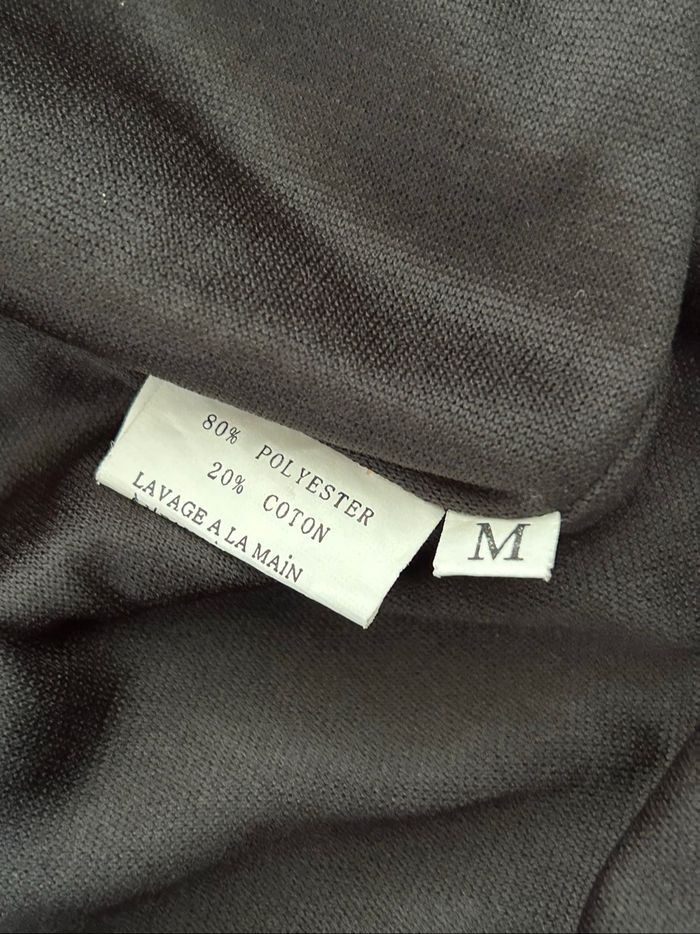 80% POLYESTER
20% COTON
LAVAGE A LA MAiN
M